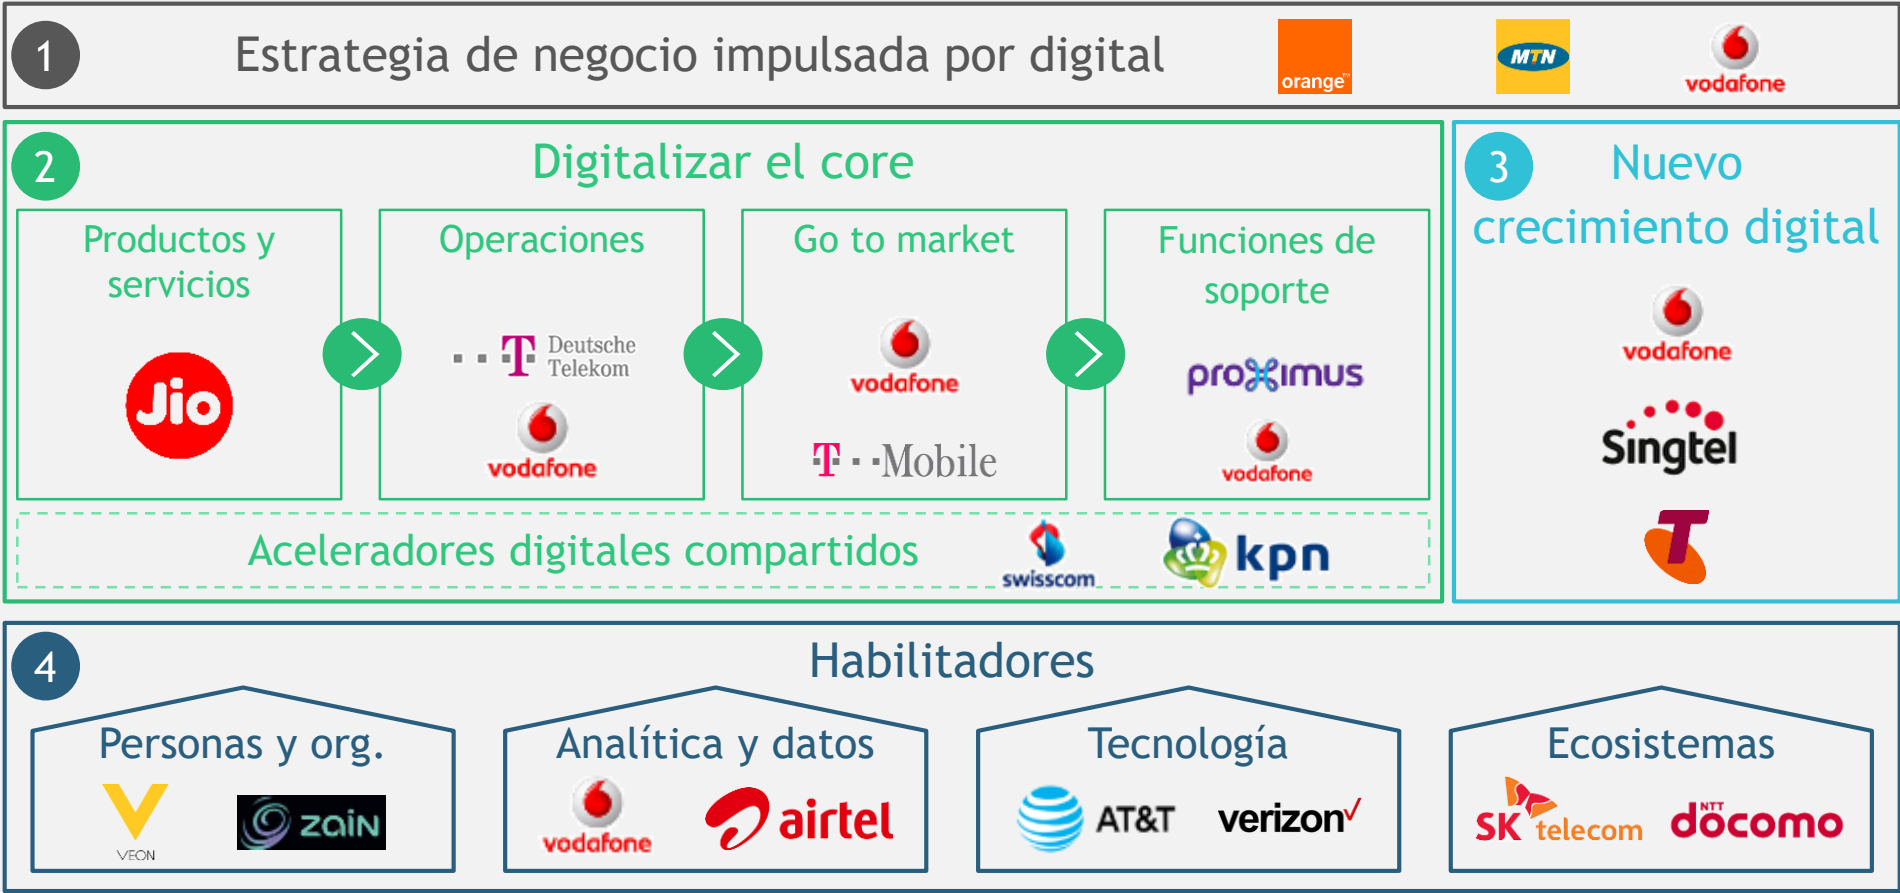 1
Estrategia de negocio impulsada por digital
orange™
MTN
vodafone
2
Digitalizar el core
Productos y
servicios
Jio
Operaciones
T Deutsche
Telekom
vodafone
Go to market
vodafone
T Mobile
Funciones de
soporte
proximus
vodafone
Aceleradores digitales compartidos
swisscom
kpn
3
Nuevo
crecimiento digital
vodafone
Singtel
T
4
Habilitadores
Personas y org.
VEON
zain
Analítica y datos
vodafone
airtel
Tecnología
AT&T
verizon✓
Ecosistemas
SK telecom
NTT
döcomo